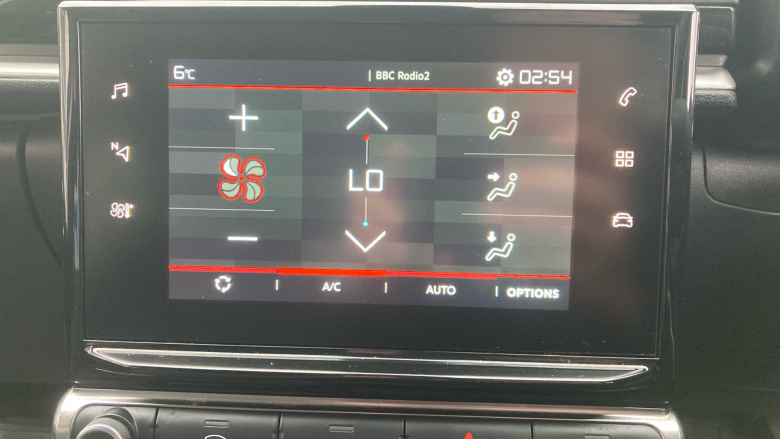 6°C | BBC Radio2 02:54
N
LO
A/C | AUTO | OPTIONS